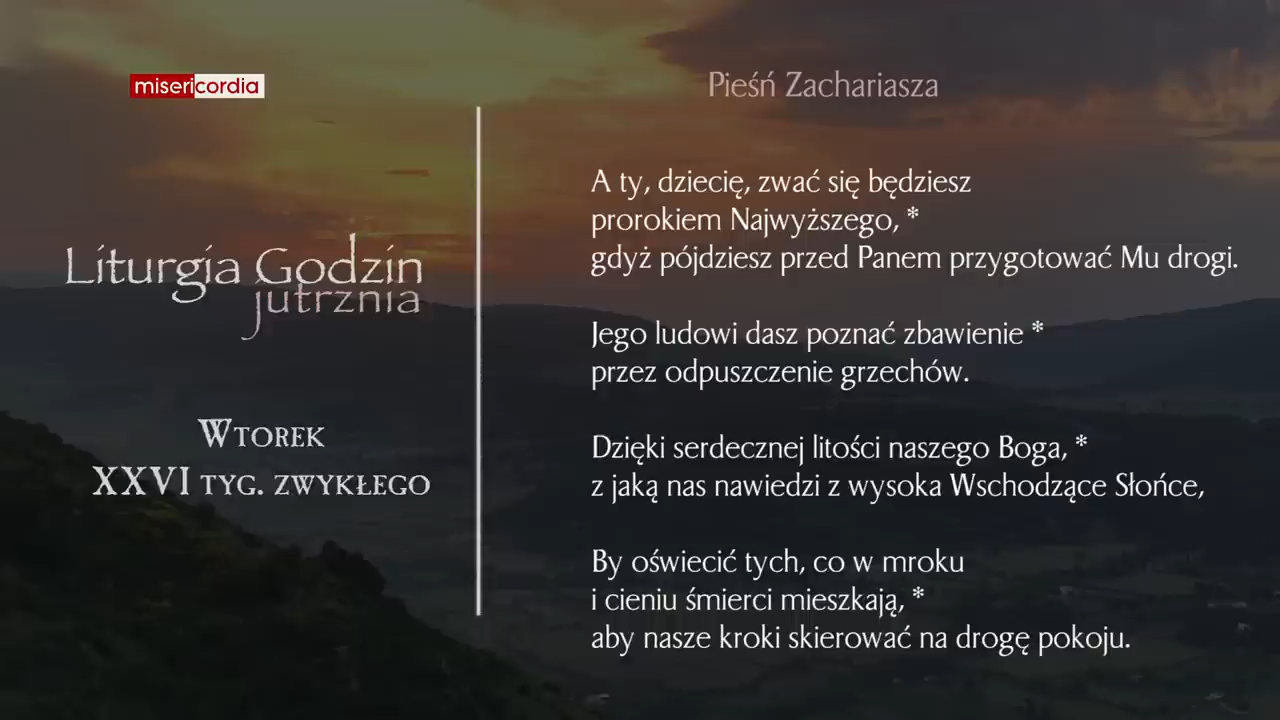 misericordia
Liturgia Godzin
jutrznia
Wtorek
XXVI tyg. zwykłego
Pieśń Zachariasza
A ty, dziecię, zwać się będziesz
prorokiem Najwyższego, *
gdyż pójdziesz przed Panem przygotować Mu drogi.
Jego ludowi dasz poznać zbawienie *
przez odpuszczenie grzechów.
Dzięki serdecznej litości naszego Boga, *
z jaką nas nawiedzi z wysoka Wschodzące Słońce,
By oświecić tych, co w mroku
i cieniu śmierci mieszkają, *
aby nasze kroki skierować na drogę pokoju.